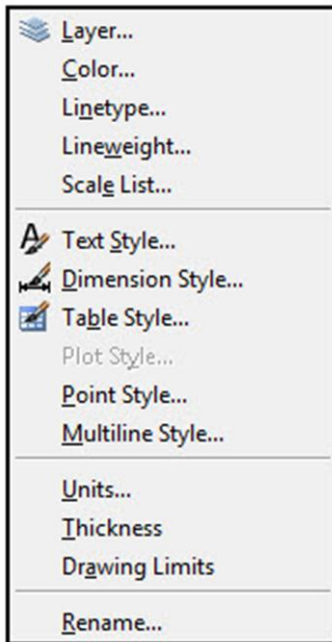 Layer...
Color...
Linetype...
Lineweight...
Scale List...
Text Style...
Dimension Style...
Table Style...
Plot Style...
Point Style...
Multiline Style...
Units...
Thickness
Drawing Limits
Rename...